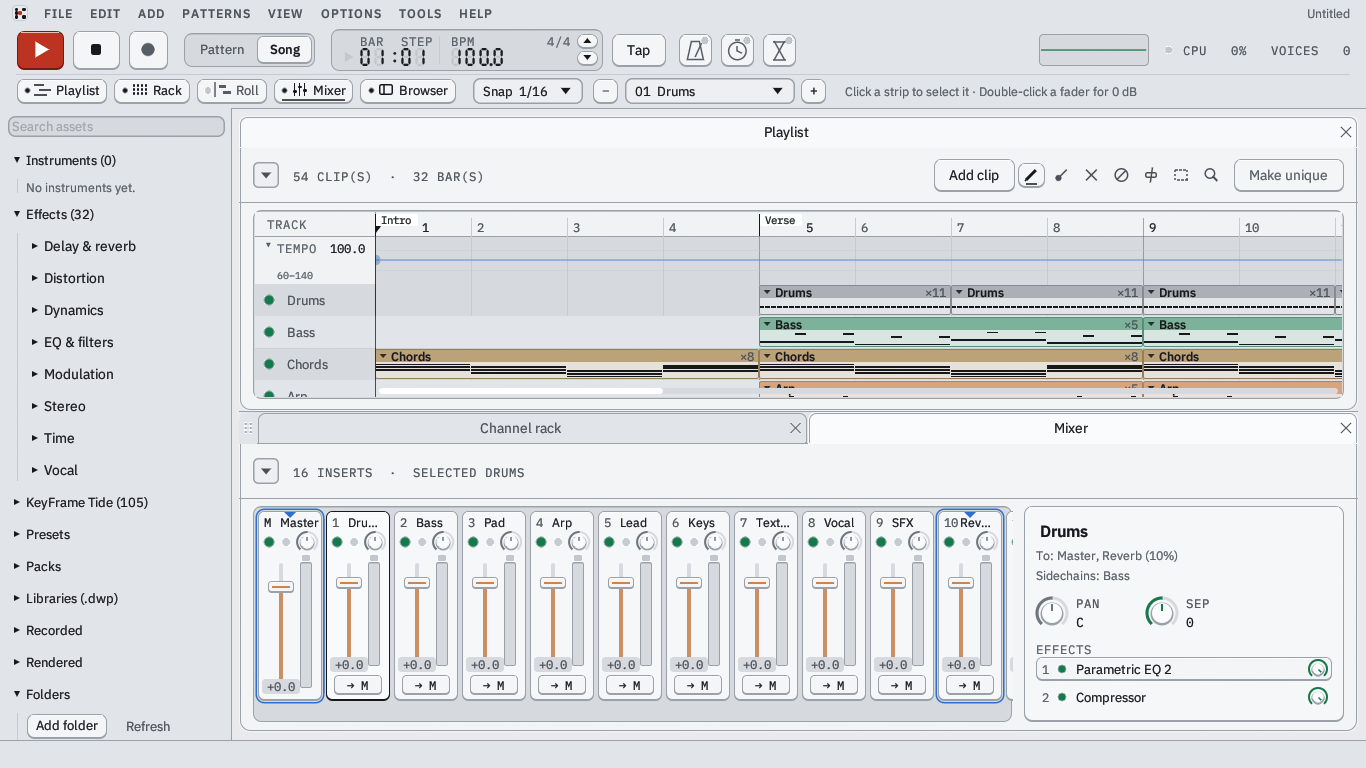 FILE EDIT ADD PATTERNS VIEW OPTIONS TOOLS HELP Untitled
Pattern Song BAR STEP BPM 4/4 Tap CPU 0% VOICES 0
01:01 100.0
Playlist Rack Roll Mixer Browser Snap 1/16 − 01 Drums + Click a strip to select it · Double-click a fader for 0 dB
Search assets
Instruments (0)
No instruments yet.
Effects (32)
Delay & reverb
Distortion
Dynamics
EQ & filters
Modulation
Stereo
Time
Vocal
KeyFrame Tide (105)
Presets
Packs
Libraries (.dwp)
Recorded
Rendered
Folders
Add folder Refresh
Playlist
54 CLIP(S) · 32 BAR(S) Add clip Make unique
TRACK Intro 1 2 3 4 Verse 5 6 7 8 9 10
TEMPO 100.0
60–140
Drums Drums ×11 Drums ×11 Drums ×11
Bass Bass ×5 Bass
Chords Chords ×8 Chords ×8 Chords
Arp Arp ×5 Arp
Channel rack Mixer
16 INSERTS · SELECTED DRUMS
M Master 1 Dru... 2 Bass 3 Pad 4 Arp 5 Lead 6 Keys 7 Text... 8 Vocal 9 SFX 10 Rev...
+0.0 +0.0 +0.0 +0.0 +0.0 +0.0 +0.0 +0.0 +0.0 +0.0
→ M → M → M → M → M → M → M → M → M → M
+0.0
Drums
To: Master, Reverb (10%)
Sidechains: Bass
PAN SEP
C 0
EFFECTS
1 Parametric EQ 2
2 Compressor